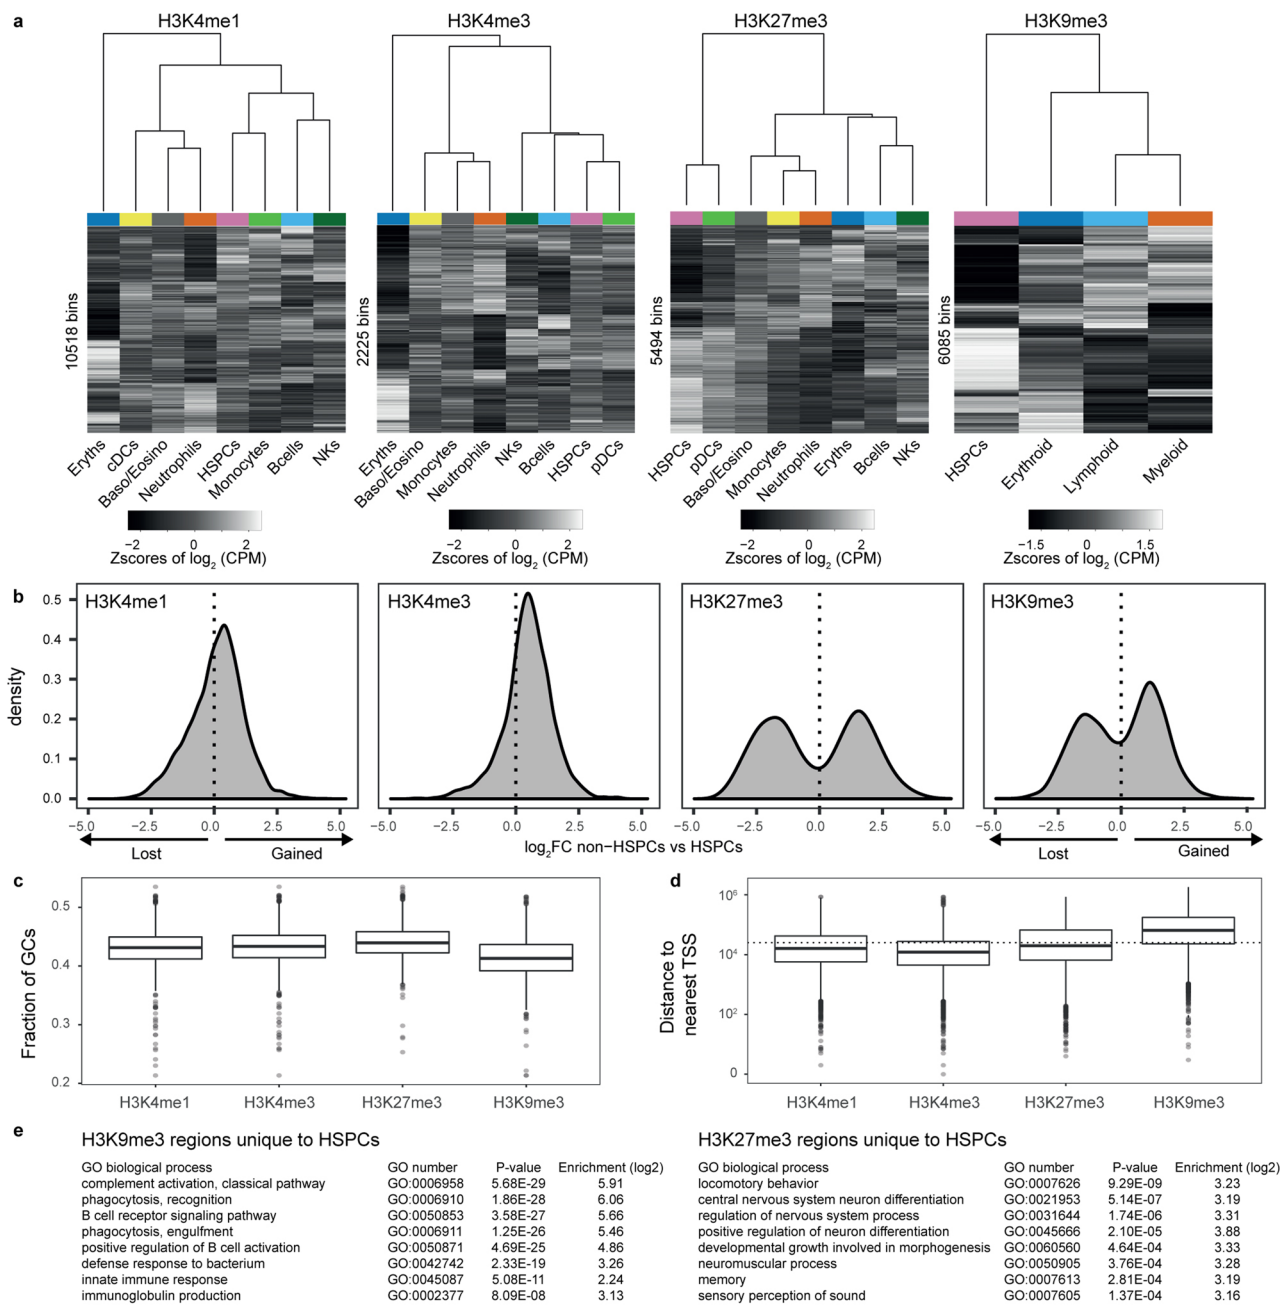 a
H3K4me1 H3K4me3 H3K27me3 H3K9me3
10518 bins
2225 bins
5494 bins
6085 bins
Eryths cDCs Baso/Eosino Neutrophils HSPCs Monocytes Bcells NKs
Eryths Baso/Eosino Monocytes Neutrophils NKs Bcells HSPCs pDCs
HSPCs pDCs Baso/Eosino Monocytes Neutrophils Eryths Bcells NKs
HSPCs Erythroid Lymphoid Myeloid
−2 0 2 −2 0 2 −2 0 2 −1.5 0 1.5
Zscores of log2 (CPM) Zscores of log2 (CPM) Zscores of log2 (CPM) Zscores of log2 (CPM)
b
H3K4me1 H3K4me3 H3K27me3 H3K9me3
density
0.5
0.4
0.3
0.2
0.1
0.0
−5.0 −2.5 0.0 2.5 5.0 −5.0 −2.5 0.0 2.5 5.0 −5.0 −2.5 0.0 2.5 5.0 −5.0 −2.5 0.0 2.5 5.0
Lost Gained log2FC non−HSPCs vs HSPCs Lost Gained
c
Fraction of GCs
0.5
0.4
0.3
0.2
H3K4me1 H3K4me3 H3K27me3 H3K9me3
d
Distance to
nearest TSS
10^6
10^4
10^2
0
H3K4me1 H3K4me3 H3K27me3 H3K9me3
e
H3K9me3 regions unique to HSPCs
GO biological process GO number P-value Enrichment (log2)
complement activation, classical pathway GO:0006958 5.68E-29 5.91
phagocytosis, recognition GO:0006910 1.86E-28 6.06
B cell receptor signaling pathway GO:0050853 3.58E-27 5.66
phagocytosis, engulfment GO:0006911 1.25E-26 5.46
positive regulation of B cell activation GO:0050871 4.69E-25 4.86
defense response to bacterium GO:0042742 2.33E-19 3.26
innate immune response GO:0045087 5.08E-11 2.24
immunoglobulin production GO:0002377 8.09E-08 3.13
H3K27me3 regions unique to HSPCs
GO biological process GO number P-value Enrichment (log2)
locomotory behavior GO:0007626 9.29E-09 3.23
central nervous system neuron differentiation GO:0021953 5.14E-07 3.19
regulation of nervous system process GO:0031644 1.74E-06 3.31
positive regulation of neuron differentiation GO:0045666 2.10E-05 3.88
developmental growth involved in morphogenesis GO:0060560 4.64E-04 3.33
neuromuscular process GO:0050905 3.76E-04 3.28
memory GO:0007613 2.81E-04 3.19
sensory perception of sound GO:0007605 1.37E-04 3.16